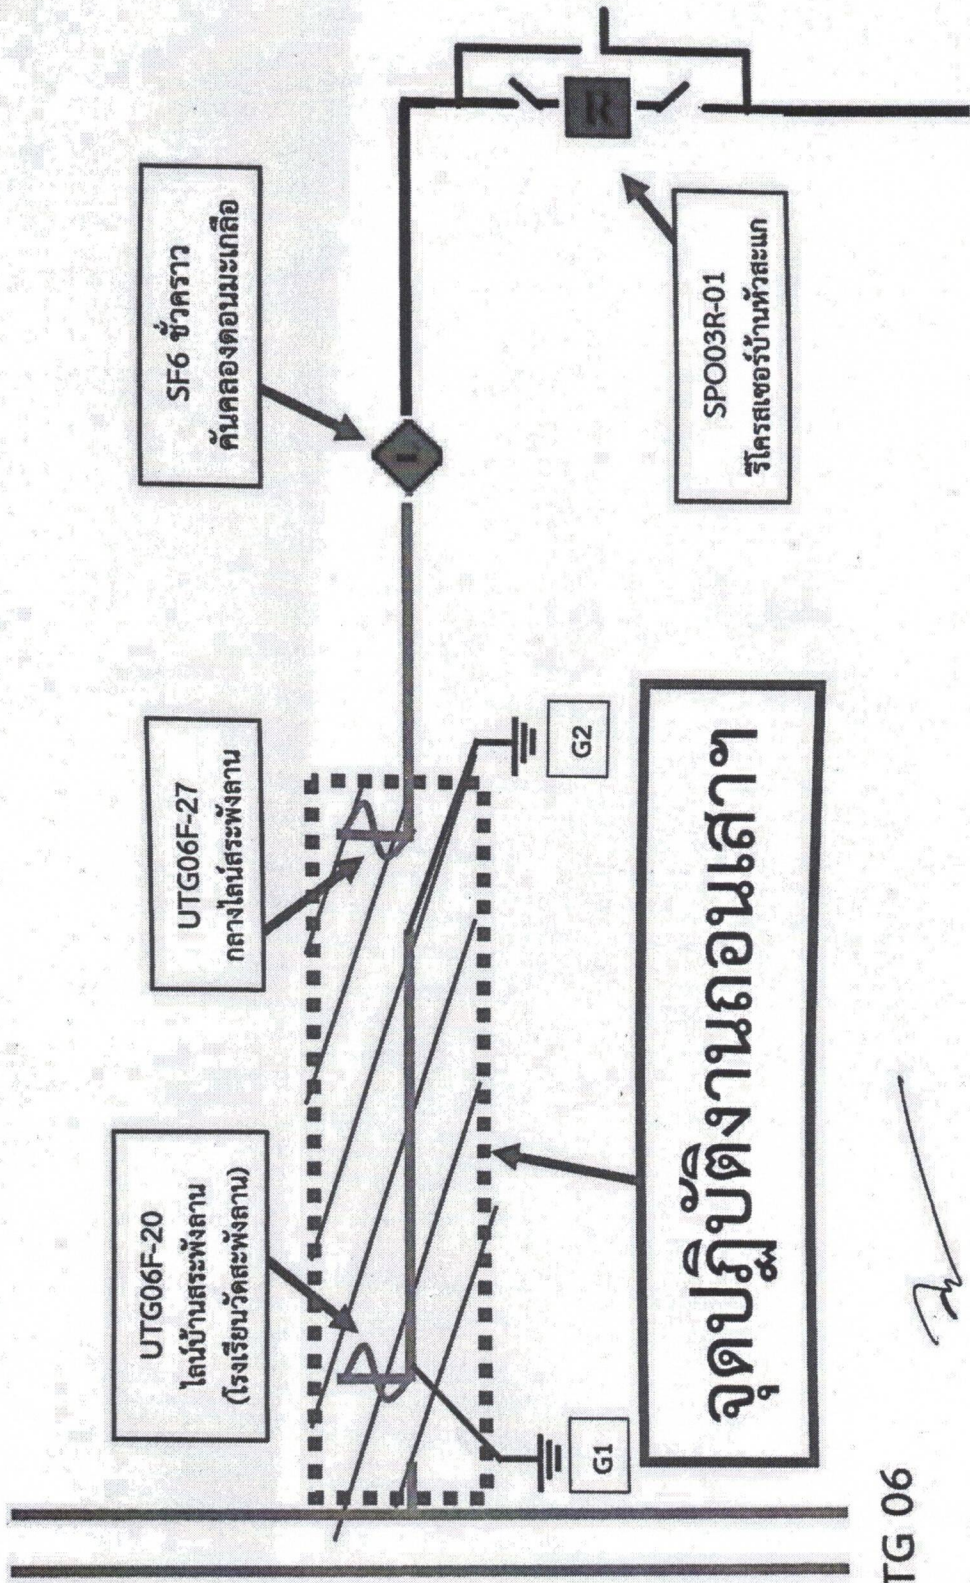 UTG06F-20
ไลน์บ้านสระพังลาน
(โรงเรียนวัดสะพังลาน)
UTG06F-27
กลางไลน์สระพังลาน
SF6 ชั่วคราว
คันคลองดอนมะเกลือ
G1
G2
R
SPO03R-01
รีโครสเซอร์บ้านหัวสะแก
จุดปฏิบัติงานถอนเสาฯ
TG 06